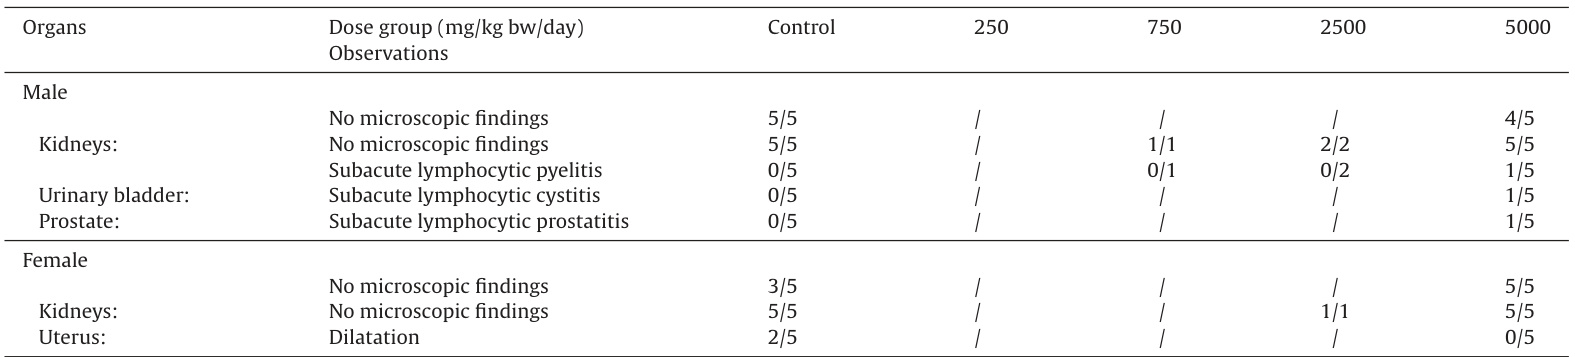 Organs Dose group (mg/kg bw/day) Control 250 750 2500 5000
Observations
Male
No microscopic findings 5/5 / / / 4/5
Kidneys: No microscopic findings 5/5 / 1/1 2/2 5/5
Subacute lymphocytic pyelitis 0/5 / 0/1 0/2 1/5
Urinary bladder: Subacute lymphocytic cystitis 0/5 / / / 1/5
Prostate: Subacute lymphocytic prostatitis 0/5 / / / 1/5
Female
No microscopic findings 3/5 / / / 5/5
Kidneys: No microscopic findings 5/5 / / 1/1 5/5
Uterus: Dilatation 2/5 / / / 0/5